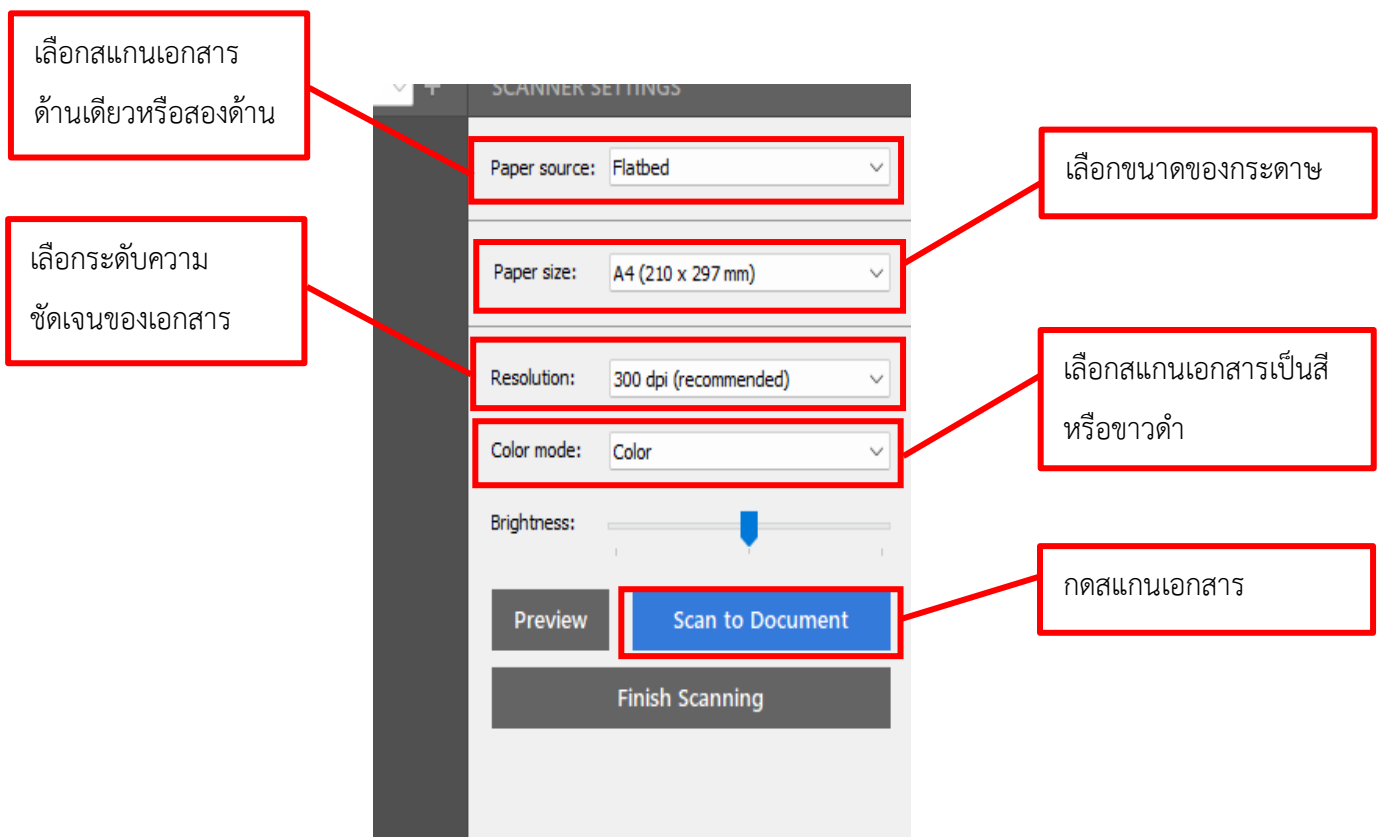 เลือกสแกนเอกสาร
ด้านเดียวหรือสองด้าน
เลือกระดับความ
ชัดเจนของเอกสาร
SCANNER SETTINGS
Paper source: Flatbed
Paper size: A4 (210 x 297 mm)
Resolution: 300 dpi (recommended)
Color mode: Color
Brightness:
Preview Scan to Document
Finish Scanning
เลือกขนาดของกระดาษ
เลือกสแกนเอกสารเป็นสี
หรือขาวดำ
กดสแกนเอกสาร